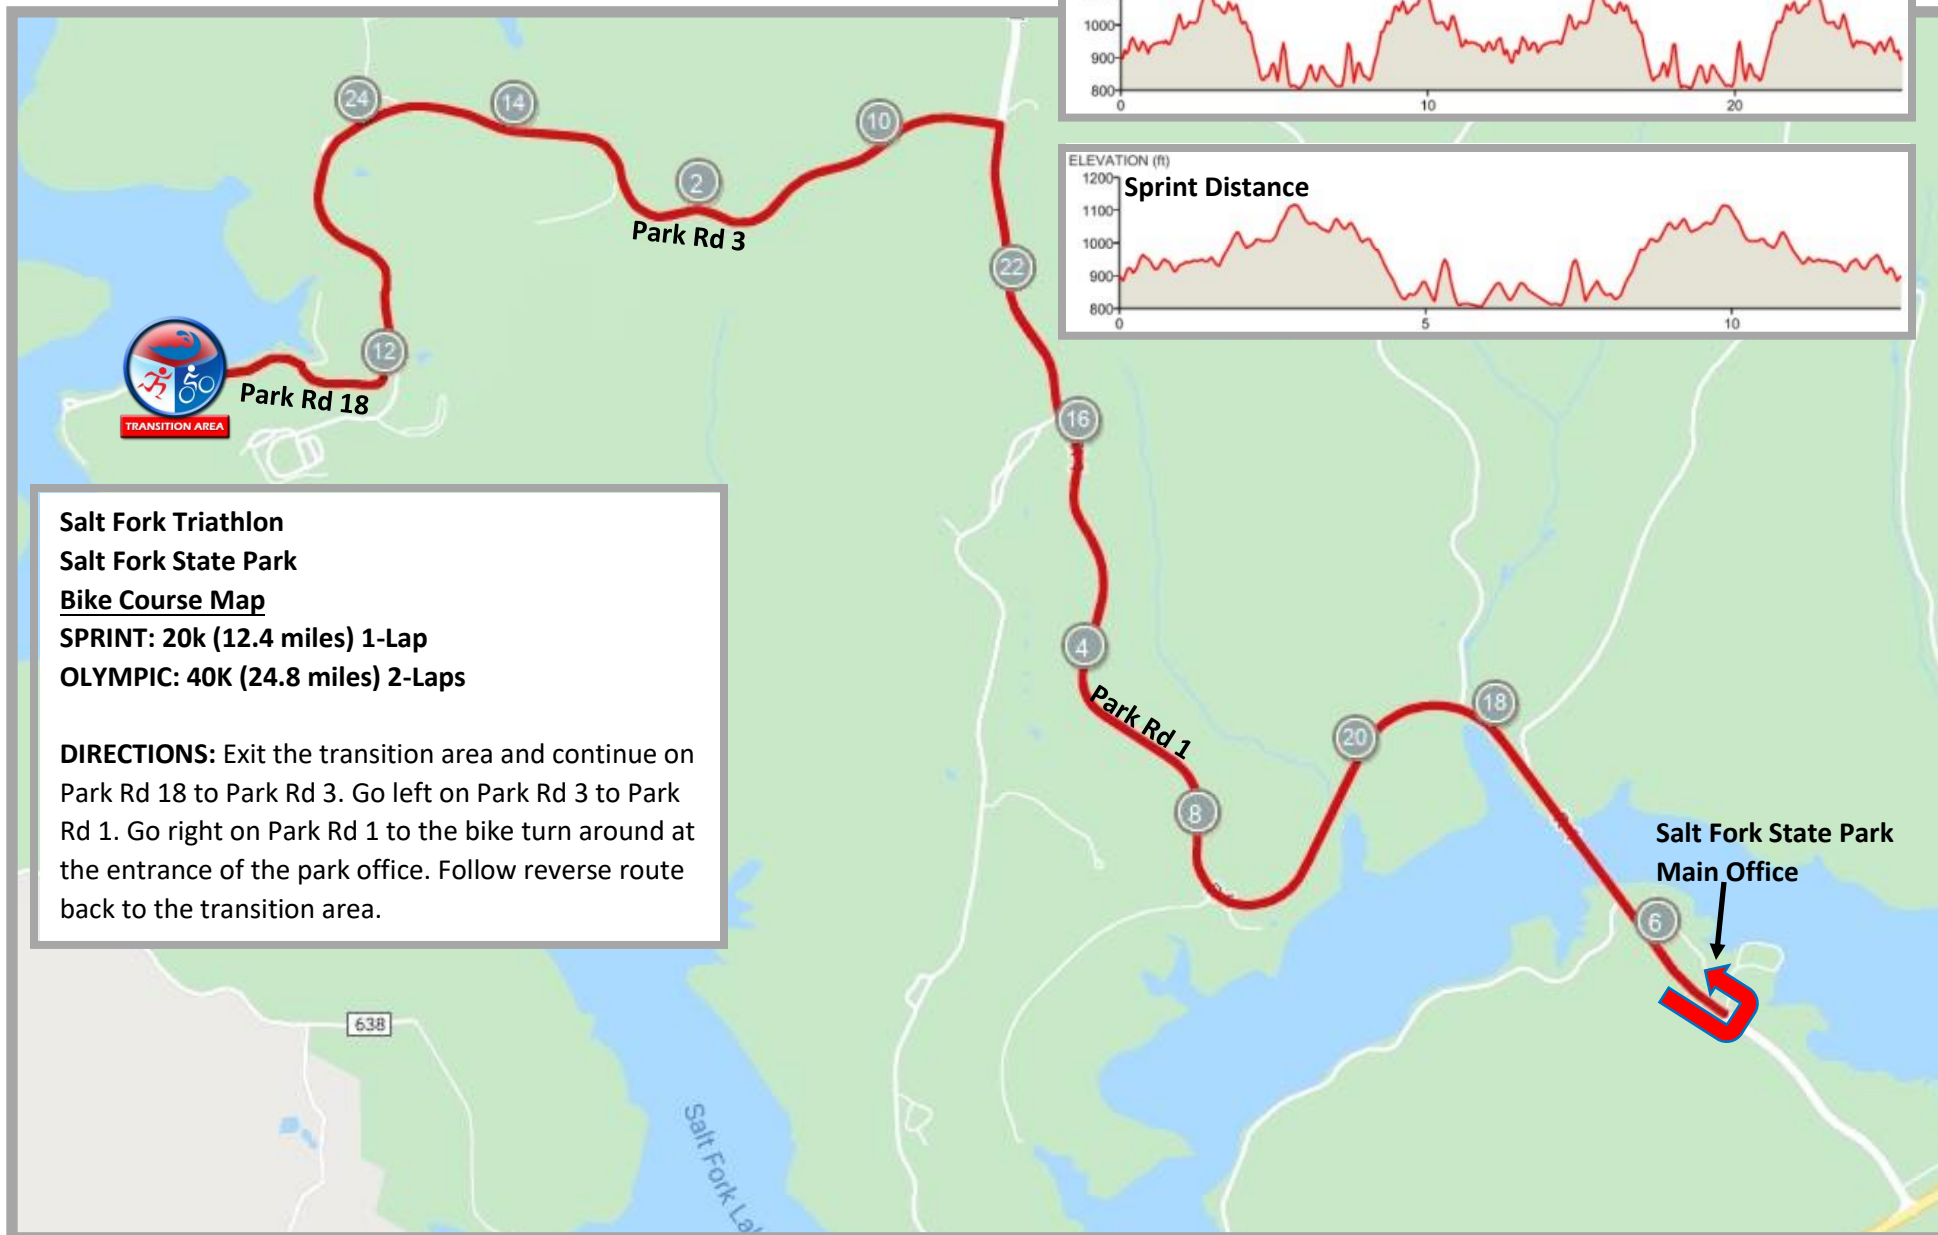 1000
900
800
0
10
20
ELEVATION (ft)
Sprint Distance
1200
1100
1000
900
800
0
5
10
24
14
10
2
Park Rd 3
22
12
Park Rd 18
TRANSITION AREA
16
4
Park Rd 1
8
20
18
6
Salt Fork State Park
Main Office
Salt Fork Triathlon
Salt Fork State Park
Bike Course Map
SPRINT: 20k (12.4 miles) 1-Lap
OLYMPIC: 40K (24.8 miles) 2-Laps
DIRECTIONS: Exit the transition area and continue on
Park Rd 18 to Park Rd 3. Go left on Park Rd 3 to Park
Rd 1. Go right on Park Rd 1 to the bike turn around at
the entrance of the park office. Follow reverse route
back to the transition area.
638
Salt Fork